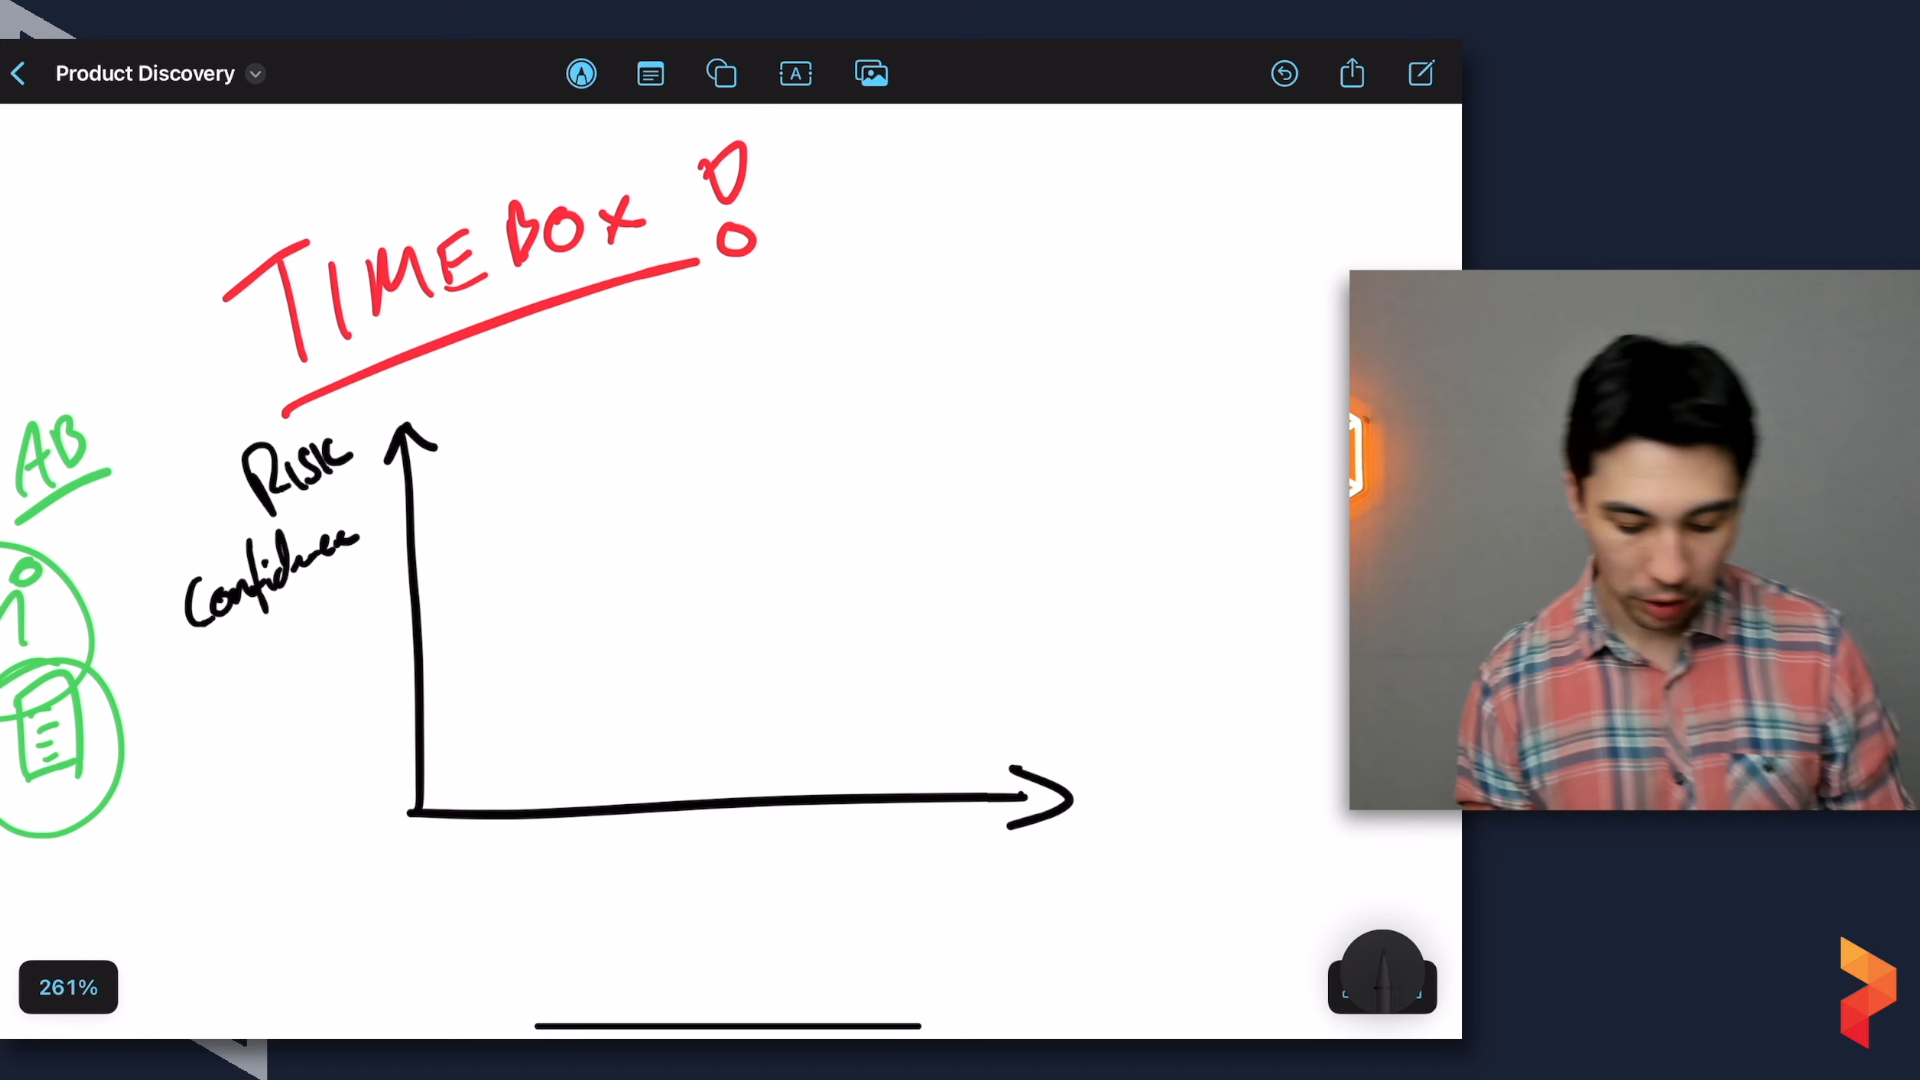 Product Discovery
A
TIMEBOX !
AB
RISK
Confidence
261%